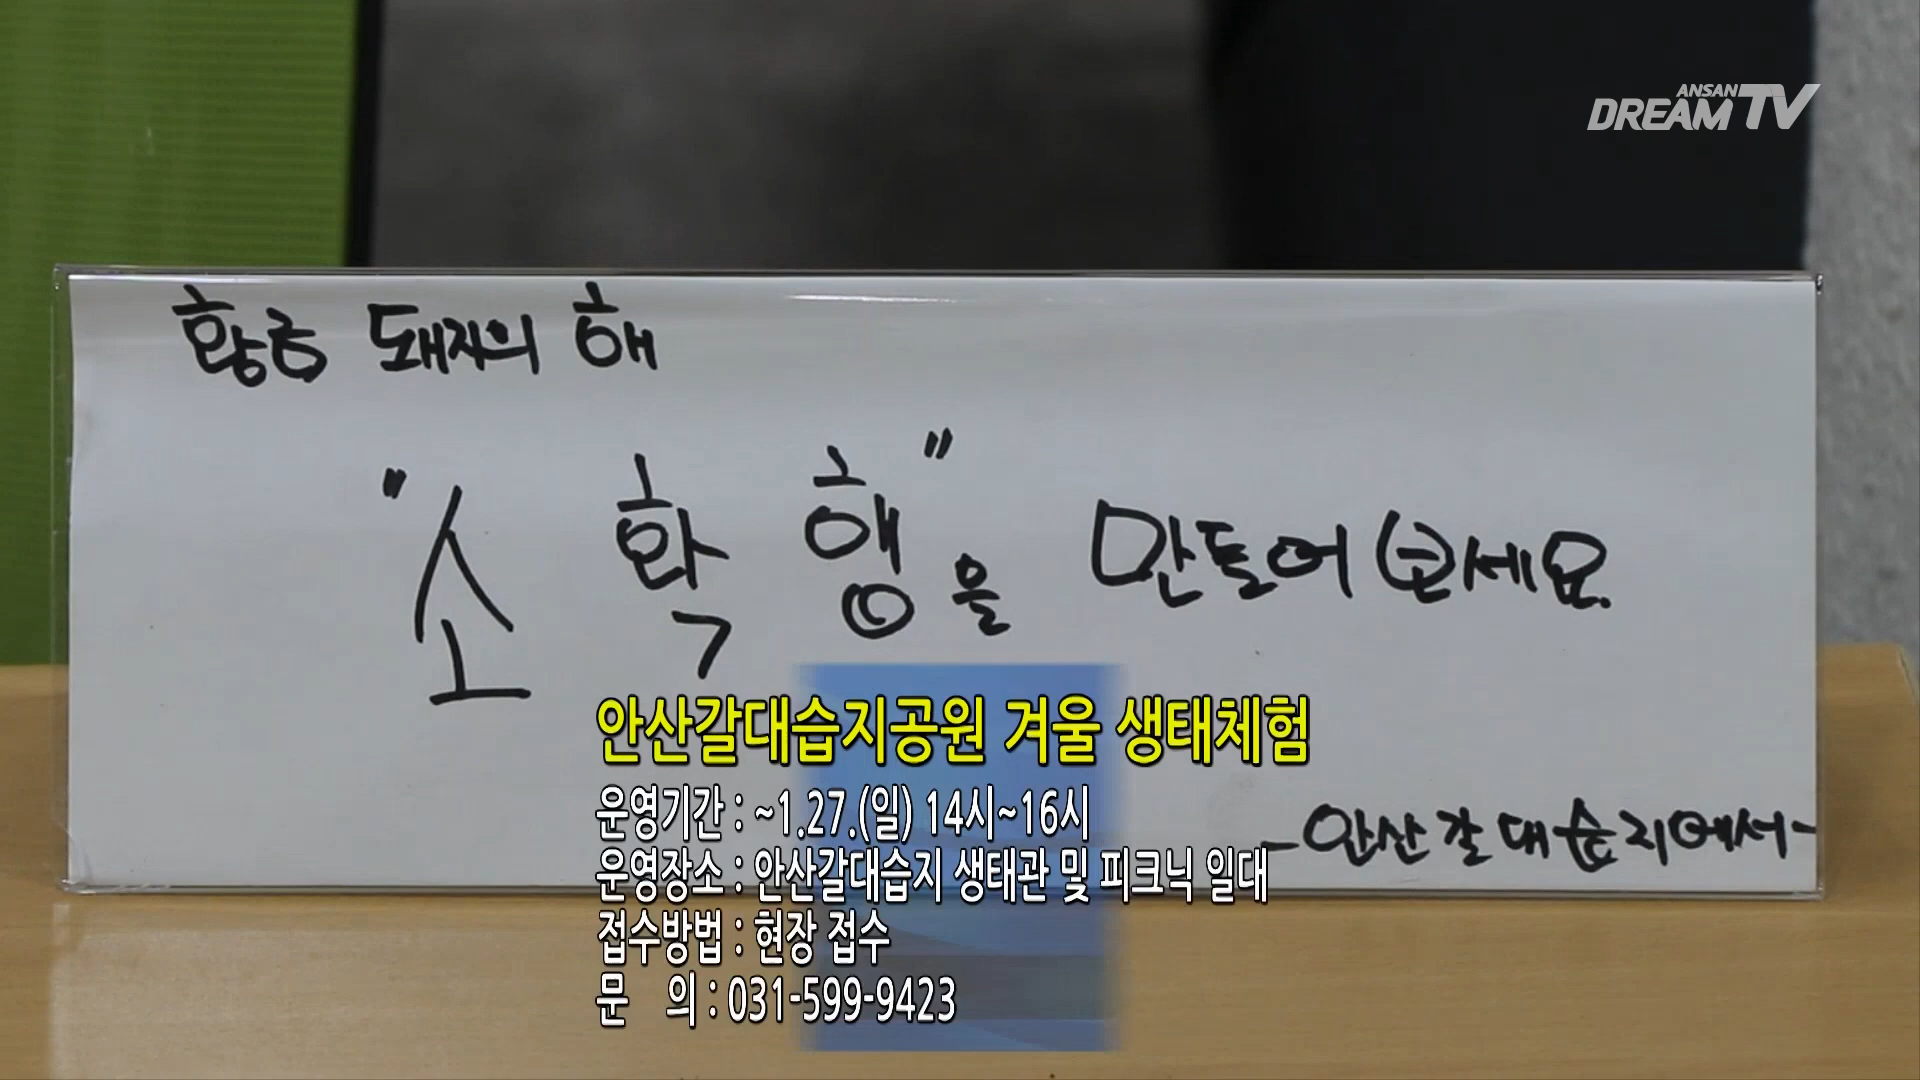 ANSAN
DREAM TV
황금 돼지의 해
"소확행"을 만들어 보세요.
-안산갈대습지에서-
안산갈대습지공원 겨울 생태체험
운영기간 : ~1.27.(일) 14시~16시
운영장소 : 안산갈대습지 생태관 및 피크닉 일대
접수방법 : 현장 접수
문 의 : 031-599-9423